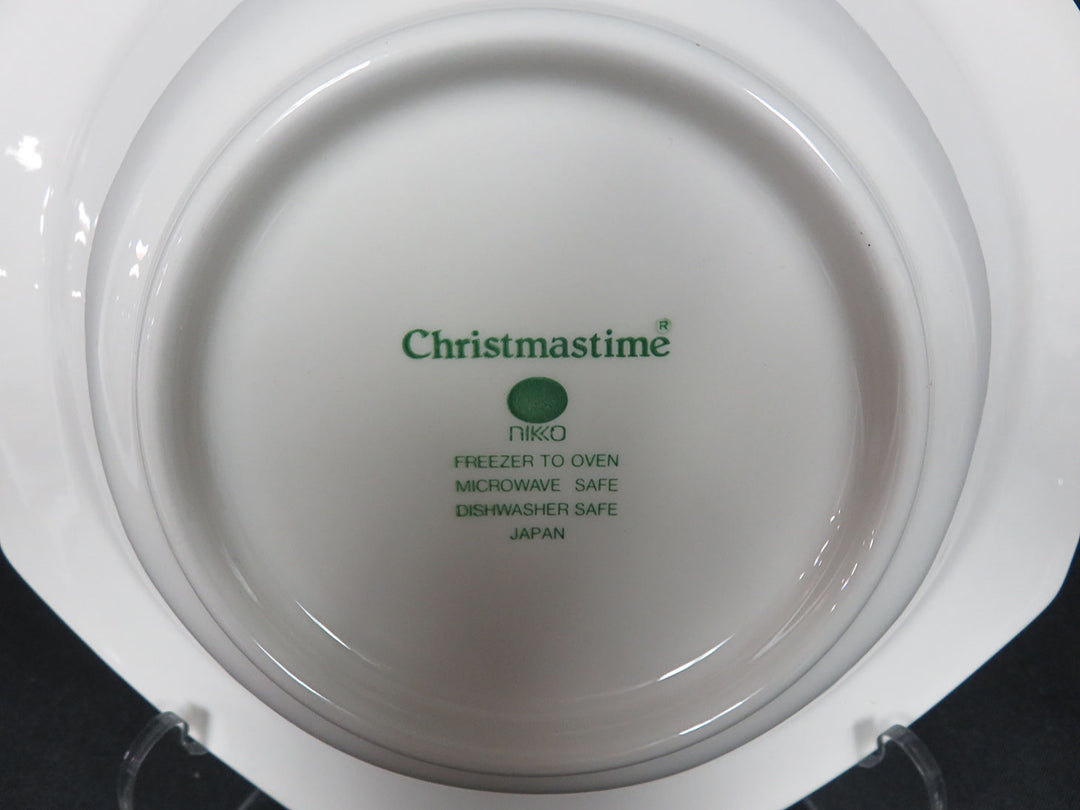 Christmastime®
nikko
FREEZER TO OVEN
MICROWAVE SAFE
DISHWASHER SAFE
JAPAN